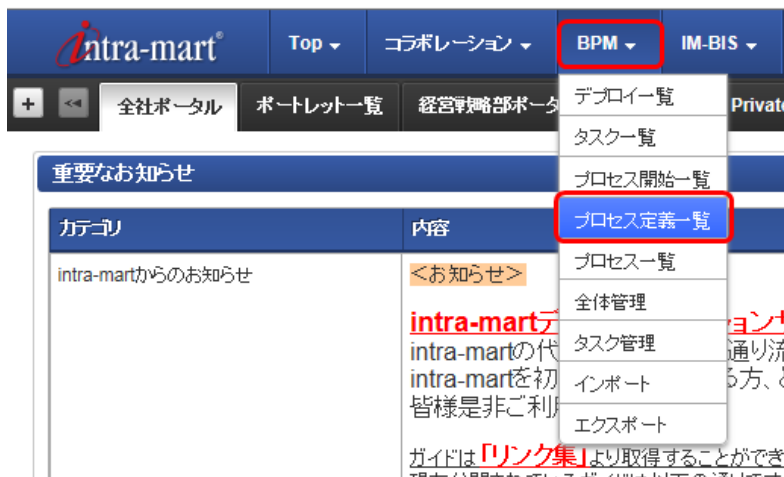 intra-mart®
Top
コラボレーション
BPM
IM-BIS
+
全社ポータル
ポートレット一覧
経営戦略部ポータ
Private
デプロイ一覧
タスク一覧
プロセス開始一覧
プロセス定義一覧
プロセス一覧
全体管理
タスク管理
インポート
エクスポート
重要なお知らせ
カテゴリ
内容
intra-martからのお知らせ
<お知らせ>
intra-martデ
ョン
intra-martの代
通り流
intra-martを初
る方、
皆様是非ご利
ガイドは「リンク集」より取得することができ